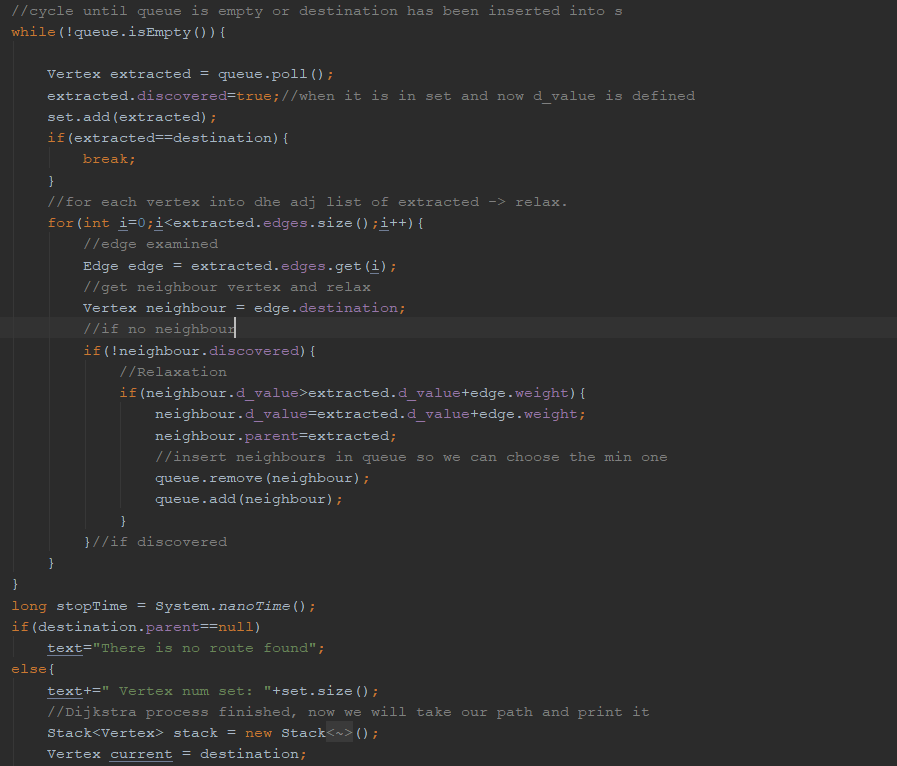 //cycle until queue is empty or destination has been inserted into s
while(!queue.isEmpty()){
Vertex extracted = queue.poll();
extracted.discovered=true;//when it is in set and now d_value is defined
set.add(extracted);
if(extracted==destination){
break;
}
//for each vertex into dhe adj list of extracted -> relax.
for(int i=0;i<extracted.edges.size();i++){
//edge examined
Edge edge = extracted.edges.get(i);
//get neighbour vertex and relax
Vertex neighbour = edge.destination;
//if no neighbour
if(!neighbour.discovered){
//Relaxation
if(neighbour.d_value>extracted.d_value+edge.weight){
neighbour.d_value=extracted.d_value+edge.weight;
neighbour.parent=extracted;
//insert neighbours in queue so we can choose the min one
queue.remove(neighbour);
queue.add(neighbour);
}
}//if discovered
}
}
long stopTime = System.nanoTime();
if(destination.parent==null)
text="There is no route found";
else{
text+=" Vertex num set: "+set.size();
//Dijkstra process finished, now we will take our path and print it
Stack<Vertex> stack = new Stack<~>();
Vertex current = destination;